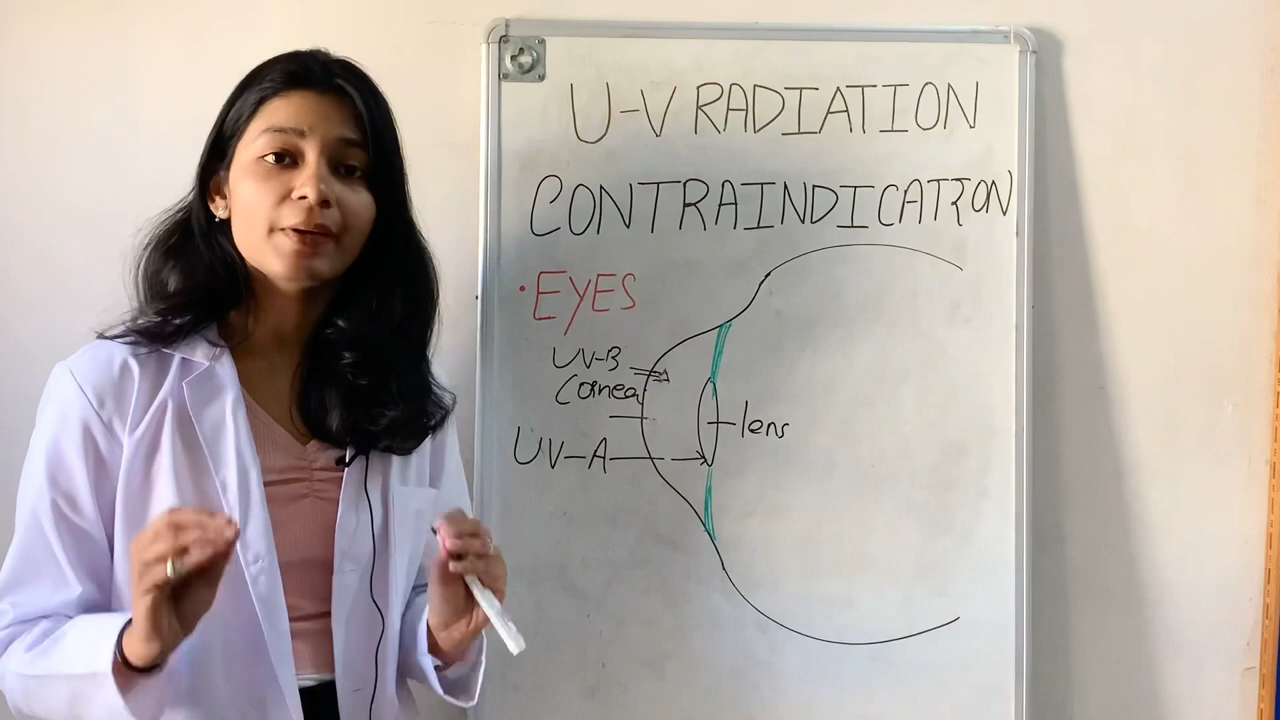 U-V RADIATION
CONTRAINDICATION
• EYES
UV-B
Cornea
UV-A
lens